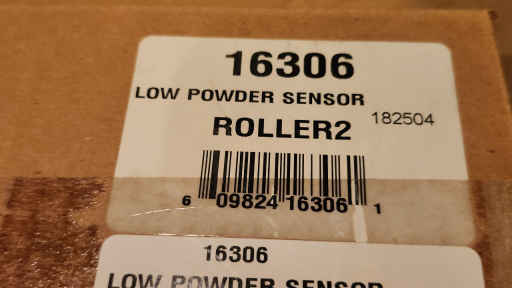 16306
LOW POWDER SENSOR
ROLLER2 182504
6 09824 16306 1
16306
LOW POWDER SENSOR